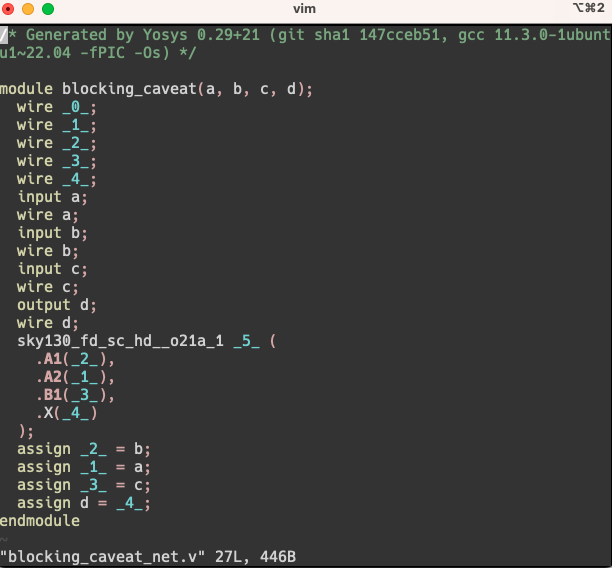 vim
⌥⌘2
/* Generated by Yosys 0.29+21 (git sha1 147cceb51, gcc 11.3.0-1ubunt
u1~22.04 -fPIC -Os) */
module blocking_caveat(a, b, c, d);
  wire _0_;
  wire _1_;
  wire _2_;
  wire _3_;
  wire _4_;
  input a;
  wire a;
  input b;
  wire b;
  input c;
  wire c;
  output d;
  wire d;
  sky130_fd_sc_hd__o21a_1 _5_ (
    .A1(_2_),
    .A2(_1_),
    .B1(_3_),
    .X(_4_)
  );
  assign _2_ = b;
  assign _1_ = a;
  assign _3_ = c;
  assign d = _4_;
endmodule
~
"blocking_caveat_net.v" 27L, 446B